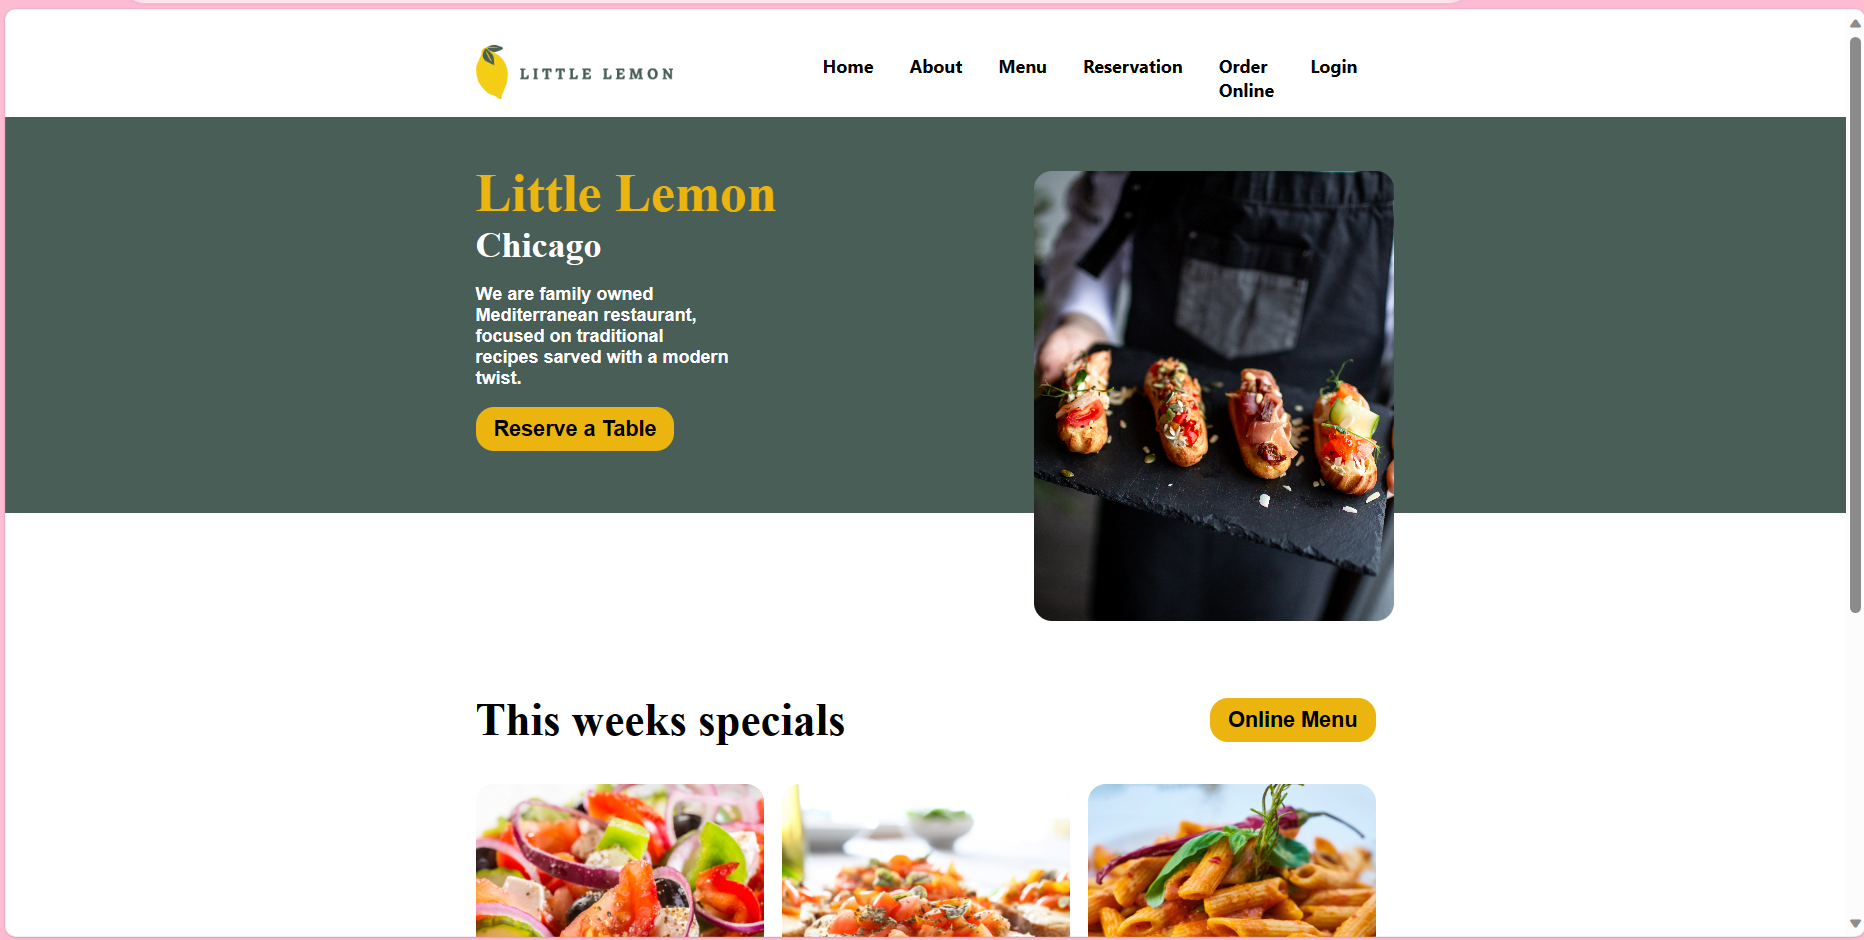 LITTLE LEMON
Home About Menu Reservation Order Online Login
Little Lemon
Chicago
We are family owned
Mediterranean restaurant,
focused on traditional
recipes sarved with a modern
twist.
Reserve a Table
This weeks specials
Online Menu